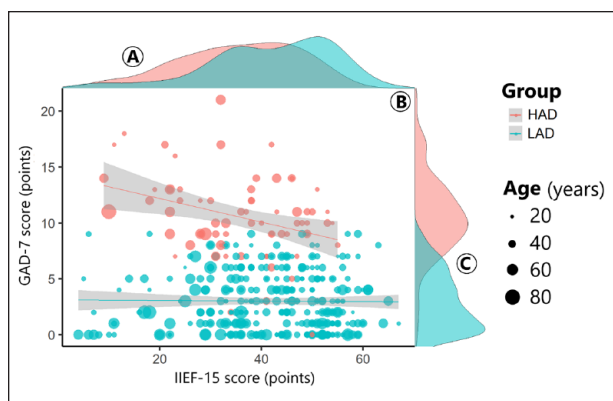 A
B
C
Group
HAD
LAD
Age (years)
20
40
60
80
20
15
10
5
0
GAD-7 score (points)
20 40 60
IIEF-15 score (points)